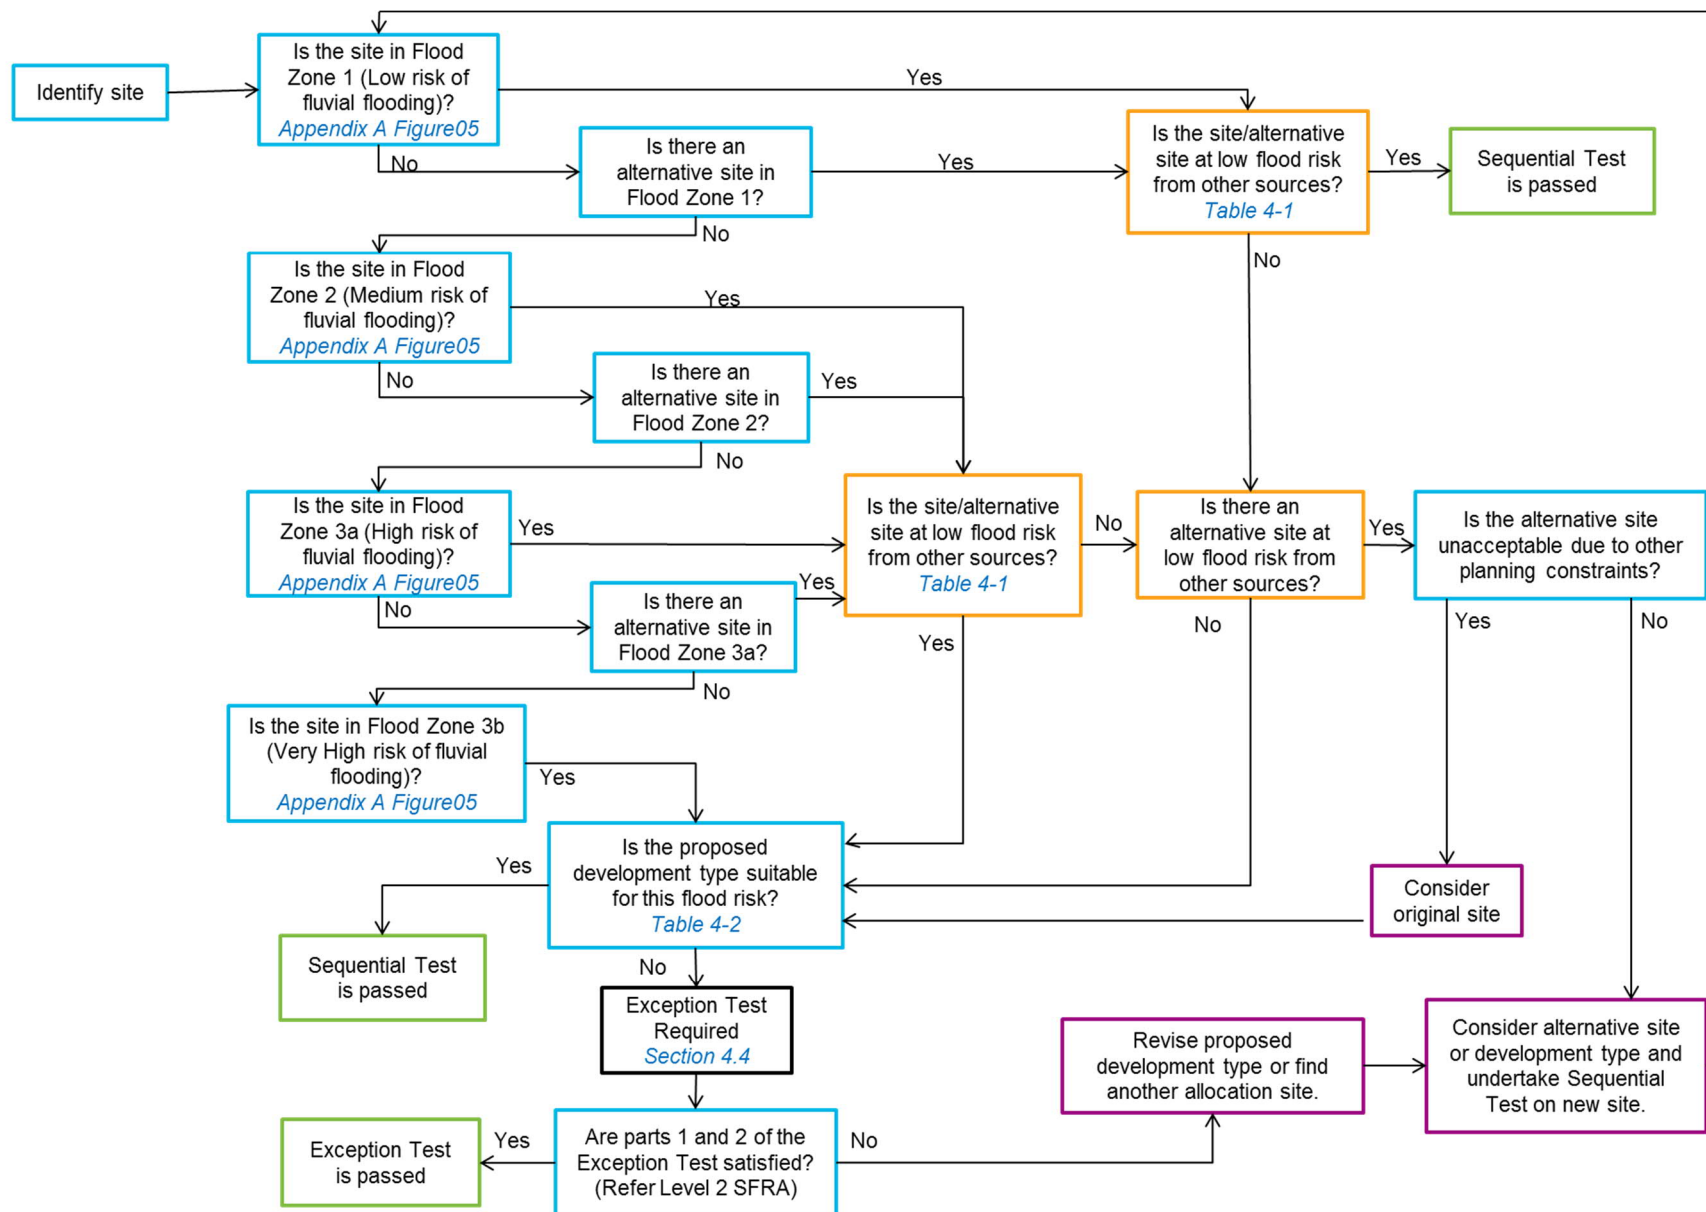 Identify site
Is the site in Flood
Zone 1 (Low risk of
fluvial flooding)?
Appendix A Figure05
Yes
No
Is there an
alternative site in
Flood Zone 1?
Yes
No
Is the site/alternative
site at low flood risk
from other sources?
Table 4-1
Yes
No
Sequential Test
is passed
Is the site in Flood
Zone 2 (Medium risk of
fluvial flooding)?
Appendix A Figure05
Yes
No
Is there an
alternative site in
Flood Zone 2?
Yes
No
Is the site in Flood
Zone 3a (High risk of
fluvial flooding)?
Appendix A Figure05
Yes
No
Is there an
alternative site in
Flood Zone 3a?
Yes
No
Is the site/alternative
site at low flood risk
from other sources?
Table 4-1
No
Yes
Is there an
alternative site at
low flood risk from
other sources?
Yes
No
Is the alternative site
unacceptable due to other
planning constraints?
Yes
No
Is the site in Flood Zone 3b
(Very High risk of fluvial
flooding)?
Appendix A Figure05
Yes
Is the proposed
development type suitable
for this flood risk?
Table 4-2
Yes
No
Consider
original site
Sequential Test
is passed
Exception Test
Required
Section 4.4
Revise proposed
development type or find
another allocation site.
Consider alternative site
or development type and
undertake Sequential
Test on new site.
Are parts 1 and 2 of the
Exception Test satisfied?
(Refer Level 2 SFRA)
Yes
No
Exception Test
is passed